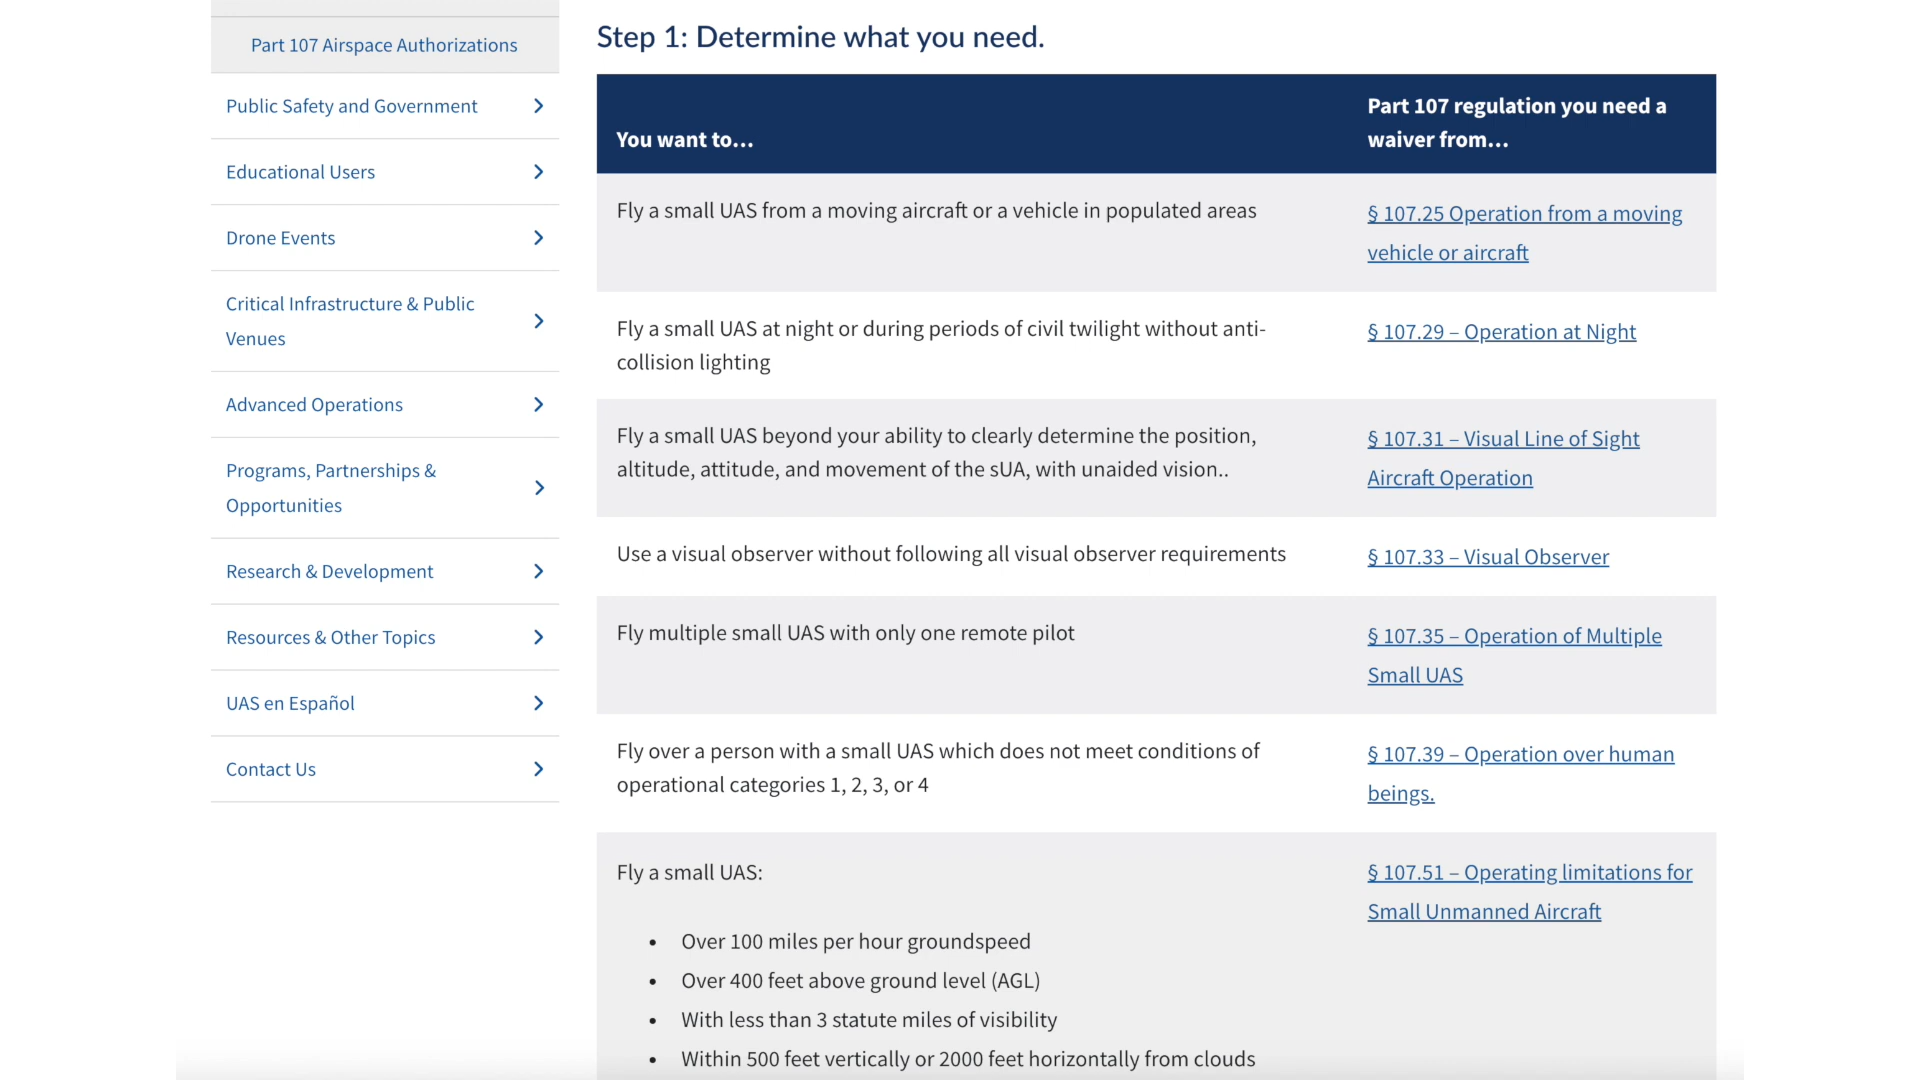 Part 107 Airspace Authorizations
Public Safety and Government
Educational Users
Drone Events
Critical Infrastructure & Public
Venues
Advanced Operations
Programs, Partnerships &
Opportunities
Research & Development
Resources & Other Topics
UAS en Español
Contact Us
Step 1: Determine what you need.
You want to…
Part 107 regulation you need a
waiver from…
Fly a small UAS from a moving aircraft or a vehicle in populated areas
§ 107.25 Operation from a moving
vehicle or aircraft
Fly a small UAS at night or during periods of civil twilight without anti-
collision lighting
§ 107.29 – Operation at Night
Fly a small UAS beyond your ability to clearly determine the position,
altitude, attitude, and movement of the sUA, with unaided vision..
§ 107.31 – Visual Line of Sight
Aircraft Operation
Use a visual observer without following all visual observer requirements
§ 107.33 – Visual Observer
Fly multiple small UAS with only one remote pilot
§ 107.35 – Operation of Multiple
Small UAS
Fly over a person with a small UAS which does not meet conditions of
operational categories 1, 2, 3, or 4
§ 107.39 – Operation over human
beings.
Fly a small UAS:
• Over 100 miles per hour groundspeed
• Over 400 feet above ground level (AGL)
• With less than 3 statute miles of visibility
• Within 500 feet vertically or 2000 feet horizontally from clouds
§ 107.51 – Operating limitations for
Small Unmanned Aircraft